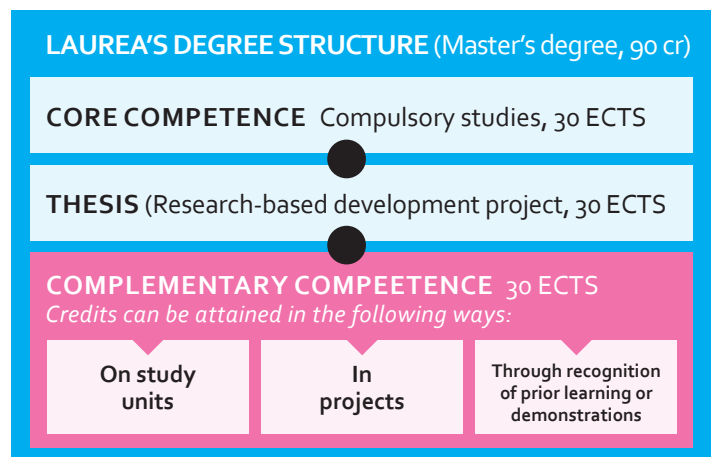 LAUREA'S DEGREE STRUCTURE (Master's degree, 90 cr)
CORE COMPETENCE Compulsory studies, 30 ECTS
THESIS (Research-based development project, 30 ECTS
COMPLEMENTARY COMPEETENCE 30 ECTS
Credits can be attained in the following ways:
On study
units
In
projects
Through recognition
of prior learning or
demonstrations